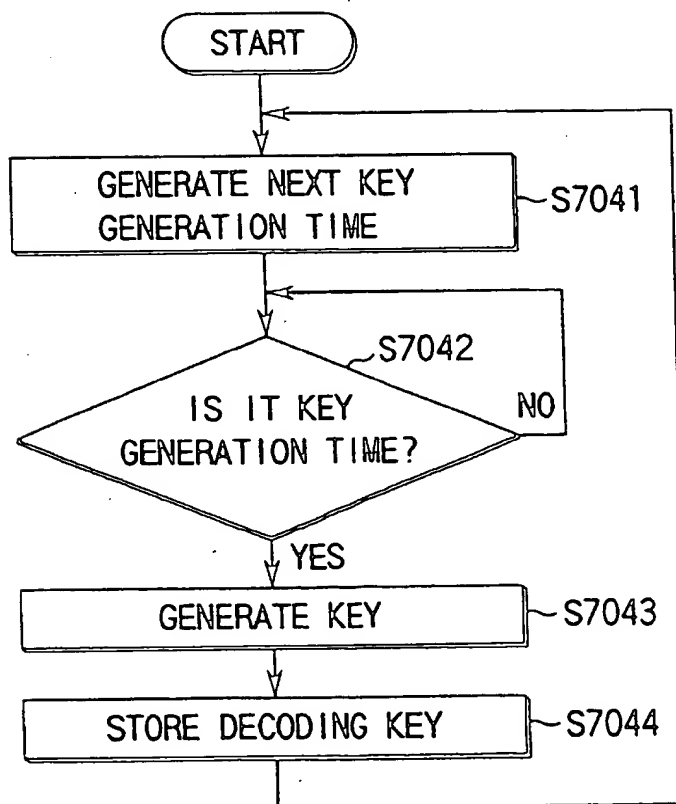 START
GENERATE NEXT KEY
GENERATION TIME
S7041
S7042
IS IT KEY
GENERATION TIME?
NO
YES
GENERATE KEY
S7043
STORE DECODING KEY
S7044